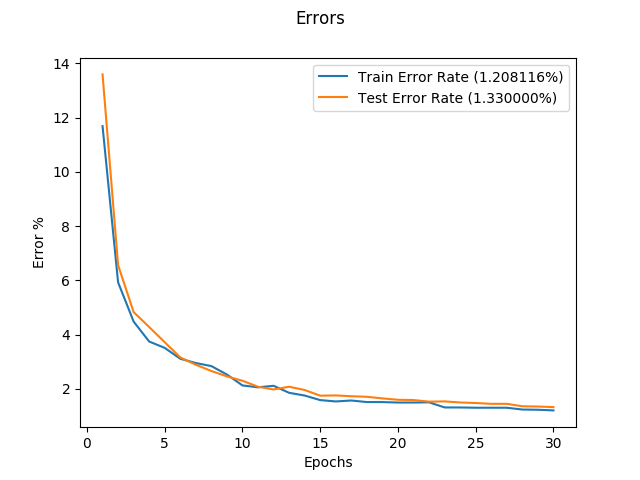 Errors
Train Error Rate (1.208116%)
Test Error Rate (1.330000%)
Error %
14
12
10
8
6
4
2
0 5 10 15 20 25 30
Epochs